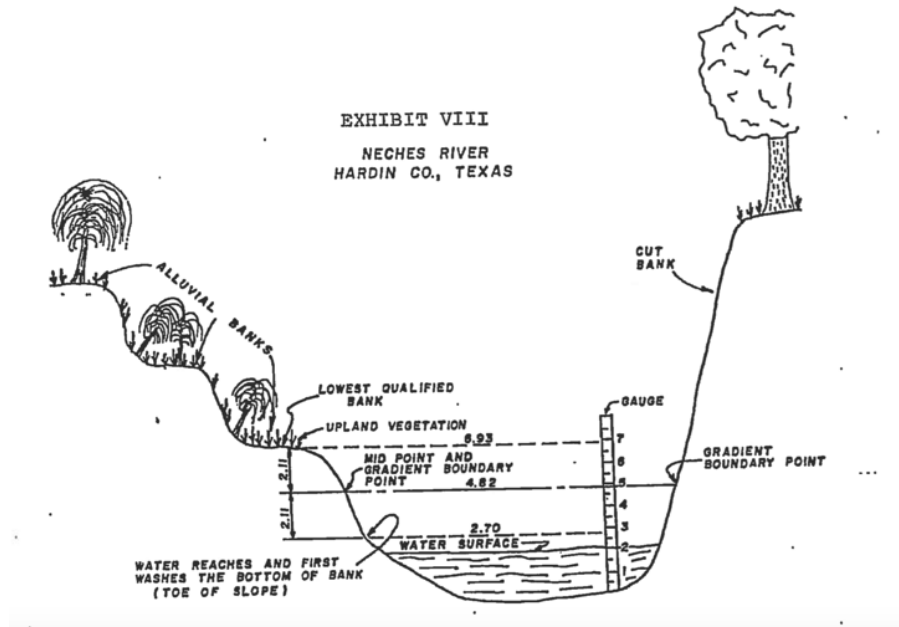 EXHIBIT VIII
NECHES RIVER
HARDIN CO., TEXAS
CUT
BANK
ALLUVIAL BANKS
LOWEST QUALIFIED
BANK
GAUGE
UPLAND VEGETATION
6.93
7
MID POINT AND
GRADIENT BOUNDARY
POINT
2.11
4.82
6
5
GRADIENT
BOUNDARY POINT
4
2.11
2.70
3
WATER SURFACE
2
WATER REACHES AND FIRST
WASHES THE BOTTOM OF BANK
(TOE OF SLOPE)
1